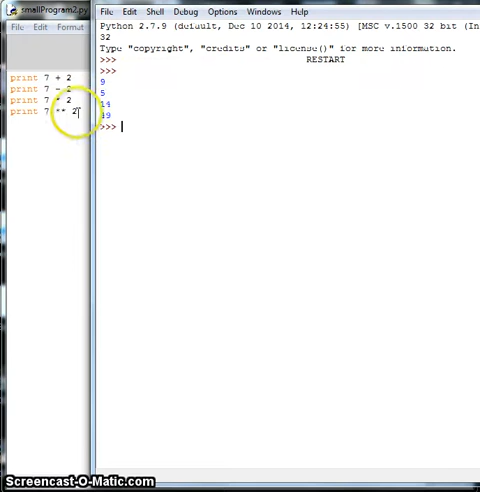 smallProgram2.py
File Edit Format
print 7 + 2
print 7 - 2
print 7 * 2
print 7 ** 2
File Edit Shell Debug Options Windows Help
Python 2.7.9 (default, Dec 10 2014, 12:24:55) [MSC v.1500 32 bit (In
32
Type "copyright", "credits" or "license()" for more information.
>>> RESTART
>>>
9
5
14
49
>>>
Screencast-O-Matic.com